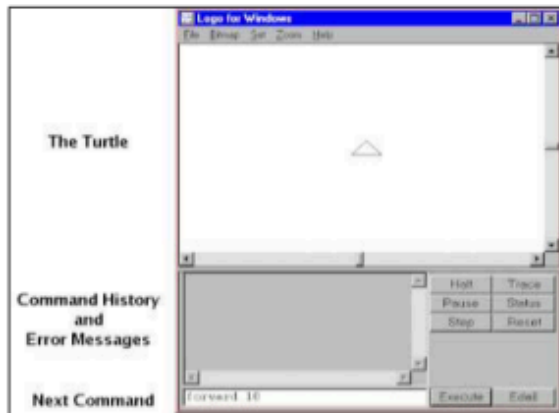 Logo for Windows
File Bitmap Set Zoom Help
The Turtle
Halt Trace
Pause Status
Command History
and
Error Messages
Step Reset
Next Command
forward 10
Execute Edall